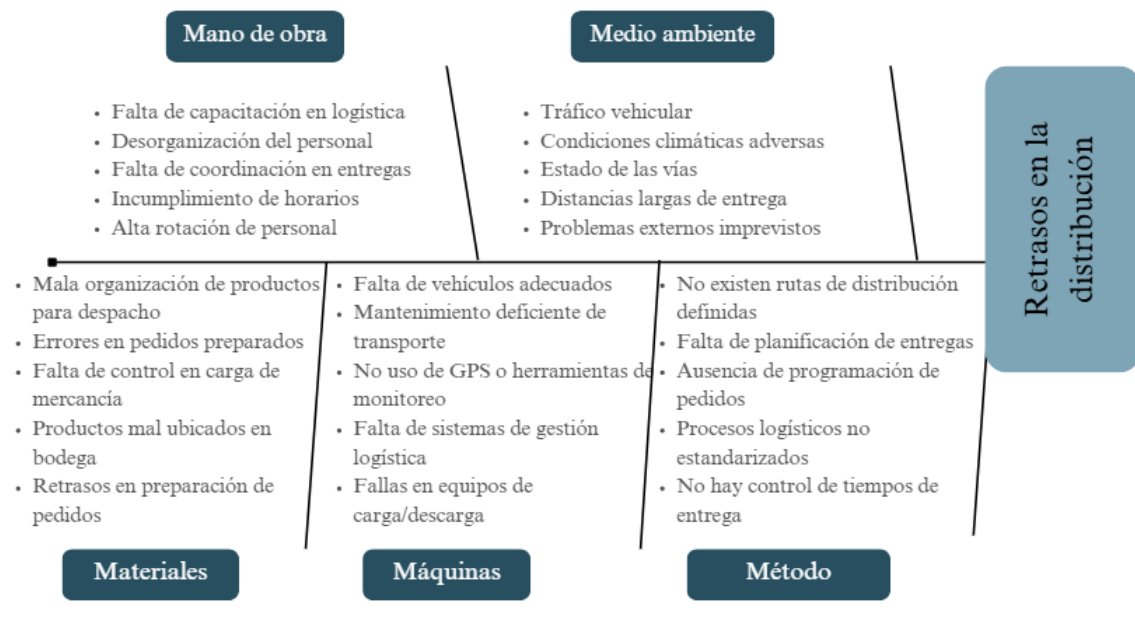 Mano de obra
Medio ambiente
• Falta de capacitación en logística
• Desorganización del personal
• Falta de coordinación en entregas
• Incumplimiento de horarios
• Alta rotación de personal
• Tráfico vehicular
• Condiciones climáticas adversas
• Estado de las vías
• Distancias largas de entrega
• Problemas externos imprevistos
Retrasos en la
distribución
• Mala organización de productos
para despacho
• Errores en pedidos preparados
• Falta de control en carga de
mercancía
• Productos mal ubicados en
bodega
• Retrasos en preparación de
pedidos
• Falta de vehículos adecuados
• Mantenimiento deficiente de
transporte
• No uso de GPS o herramientas de
monitoreo
• Falta de sistemas de gestión
logística
• Fallas en equipos de
carga/descarga
• No existen rutas de distribución
definidas
• Falta de planificación de entregas
• Ausencia de programación de
pedidos
• Procesos logísticos no
estandarizados
• No hay control de tiempos de
entrega
Materiales
Máquinas
Método